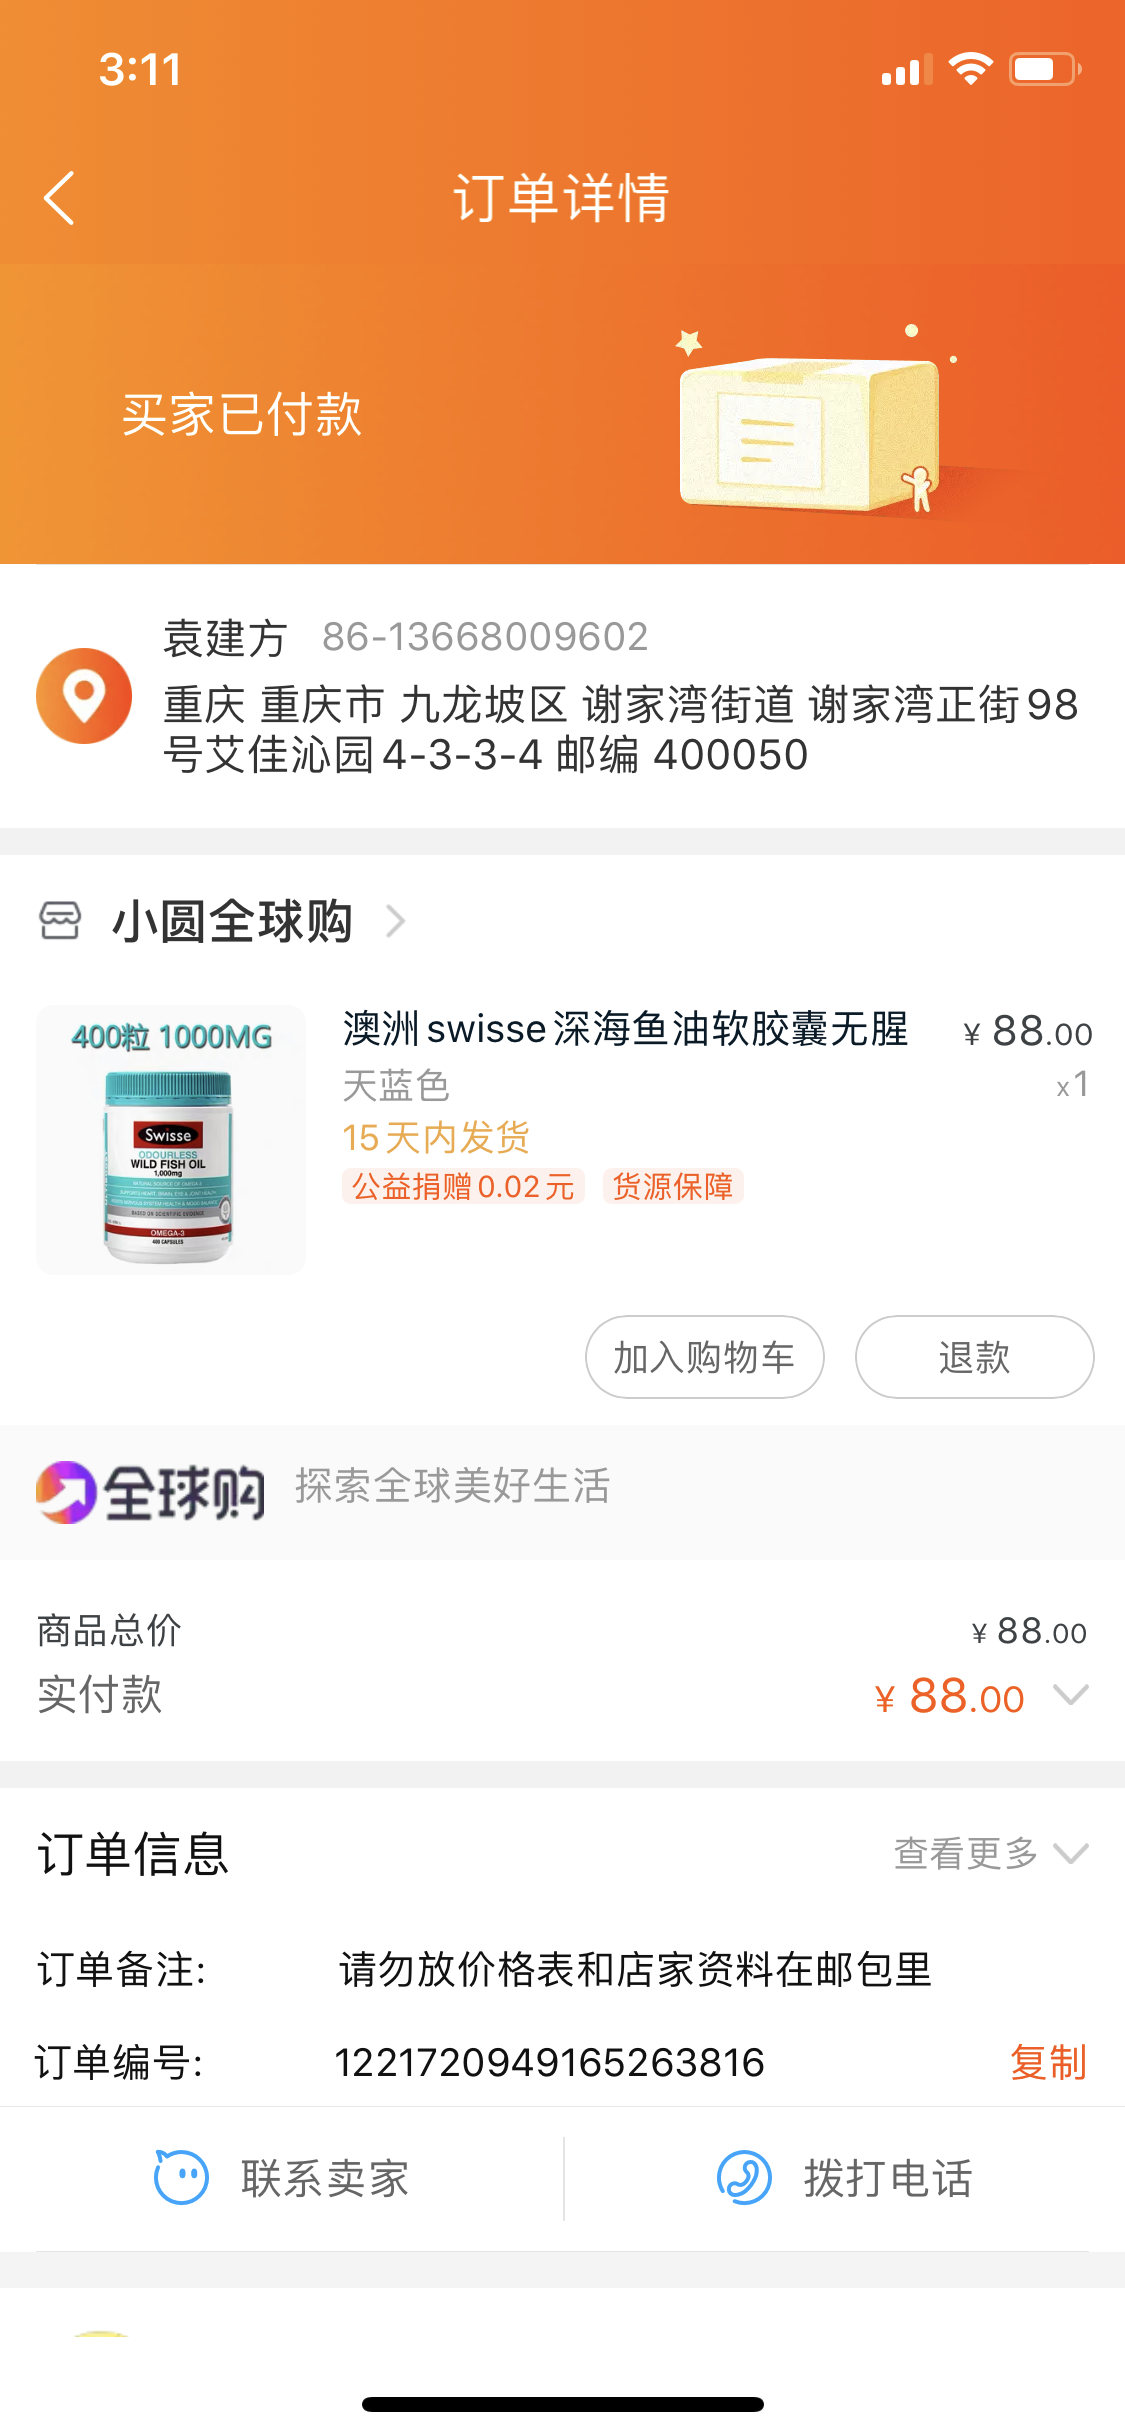 3:11
订单详情
买家已付款
袁建方 86-13668009602
重庆 重庆市 九龙坡区 谢家湾街道 谢家湾正街98
号艾佳沁园4-3-3-4 邮编 400050
小圆全球购
400粒 1000MG
Swisse
ODOURLESS
WILD FISH OIL
1,000mg
BASED ON SCIENTIFIC EVIDENCE
OMEGA-3
400 CAPSULES
澳洲swisse深海鱼油软胶囊无腥 ¥ 88.00
天蓝色 x1
15天内发货
公益捐赠0.02元 货源保障
加入购物车 退款
全球购 探索全球美好生活
商品总价 ¥ 88.00
实付款 ¥ 88.00
订单信息 查看更多
订单备注: 请勿放价格表和店家资料在邮包里
订单编号: 1221720949165263816 复制
联系卖家 拨打电话